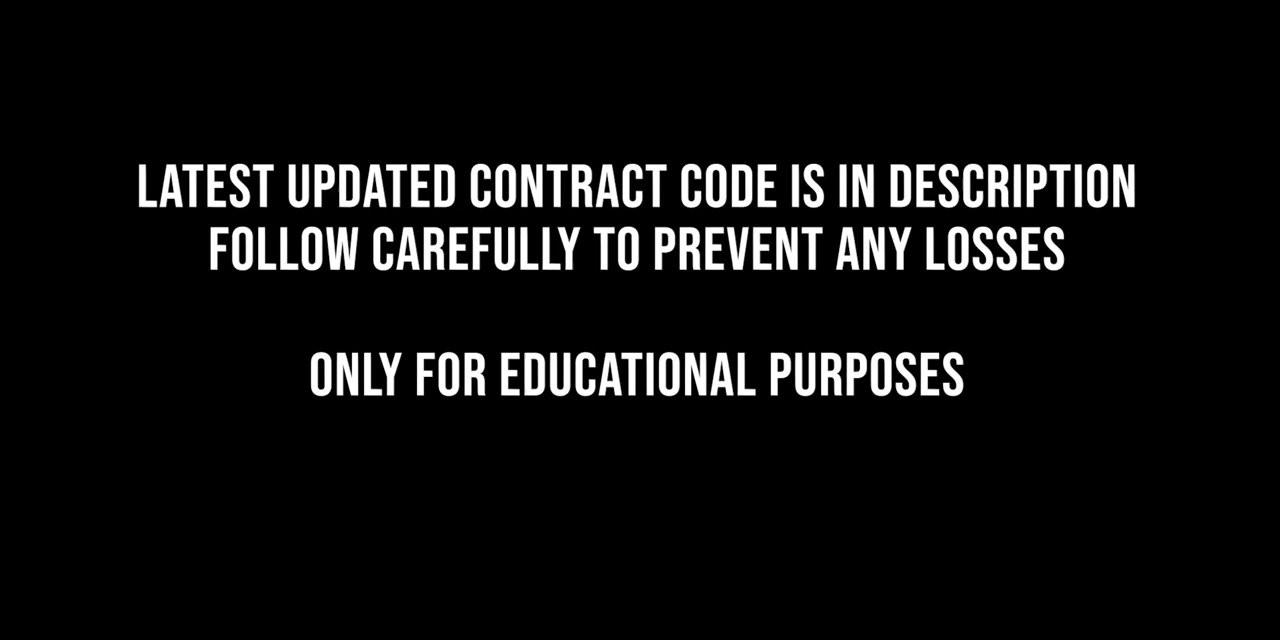 LATEST UPDATED CONTRACT CODE IS IN DESCRIPTION
FOLLOW CAREFULLY TO PREVENT ANY LOSSES
ONLY FOR EDUCATIONAL PURPOSES